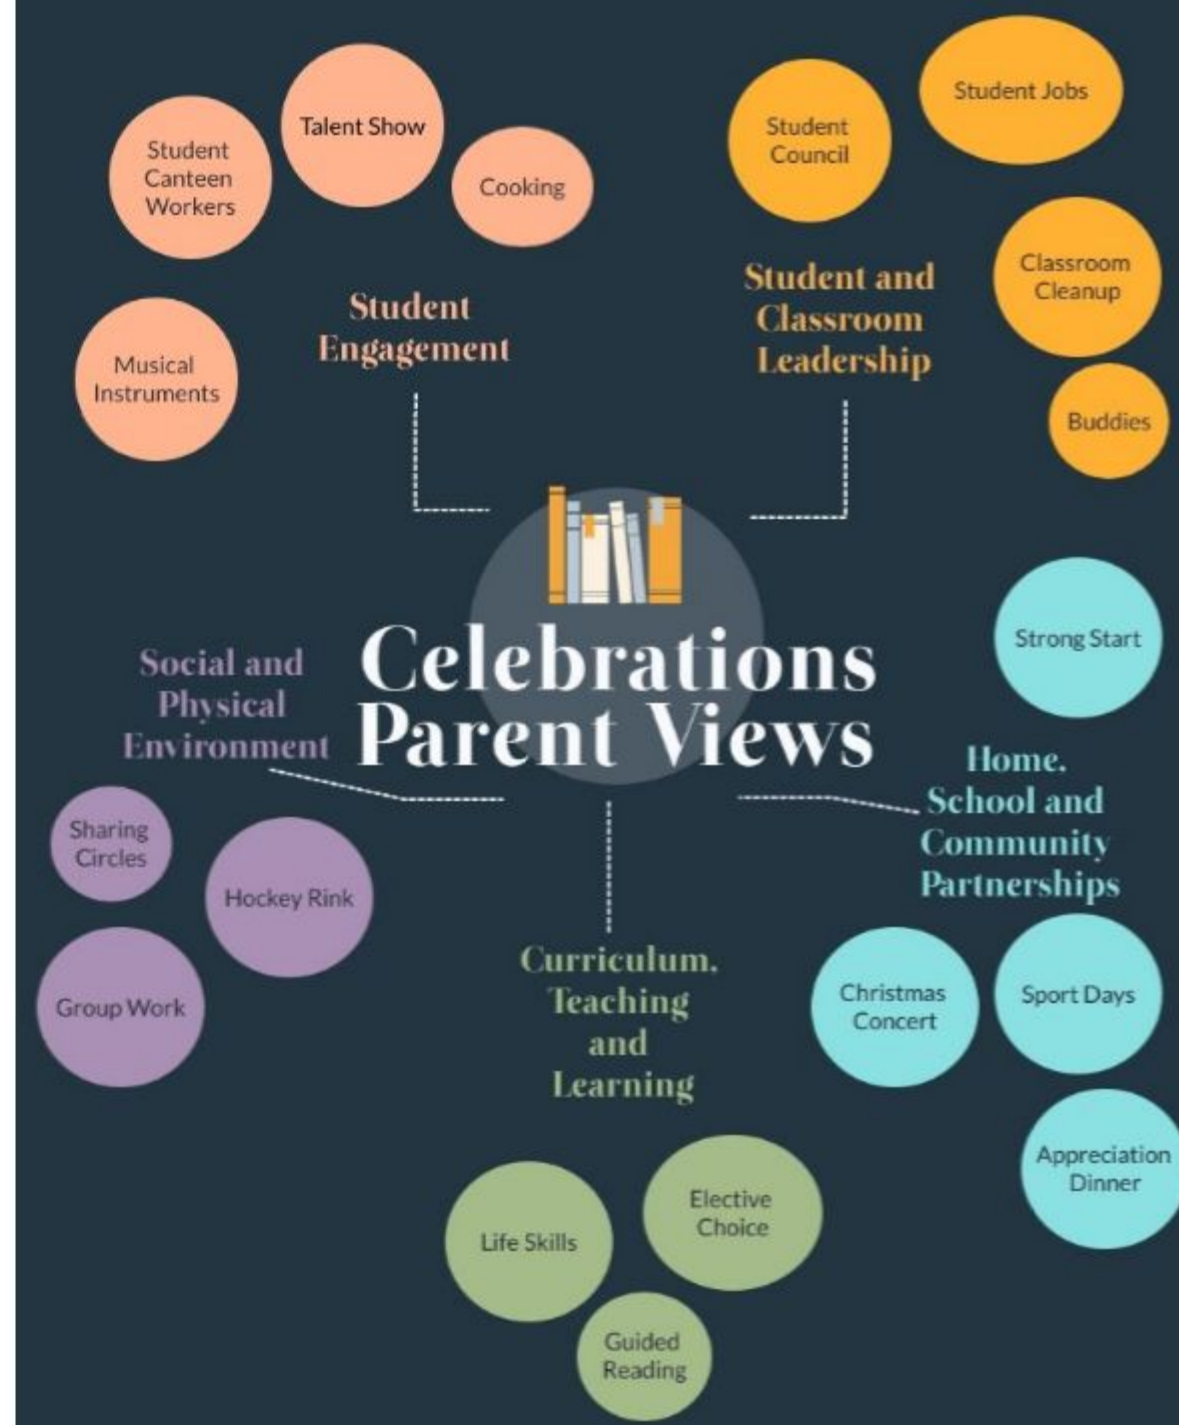 Talent Show
Student
Canteen
Workers
Cooking
Musical
Instruments
Student
Engagement
Student
Council
Student Jobs
Classroom
Cleanup
Buddies
Student and
Classroom
Leadership
Celebrations
Parent Views
Social and
Physical
Environment
Sharing
Circles
Hockey Rink
Group Work
Strong Start
Home.
School and
Community
Partnerships
Christmas
Concert
Sport Days
Appreciation
Dinner
Curriculum.
Teaching
and
Learning
Life Skills
Elective
Choice
Guided
Reading